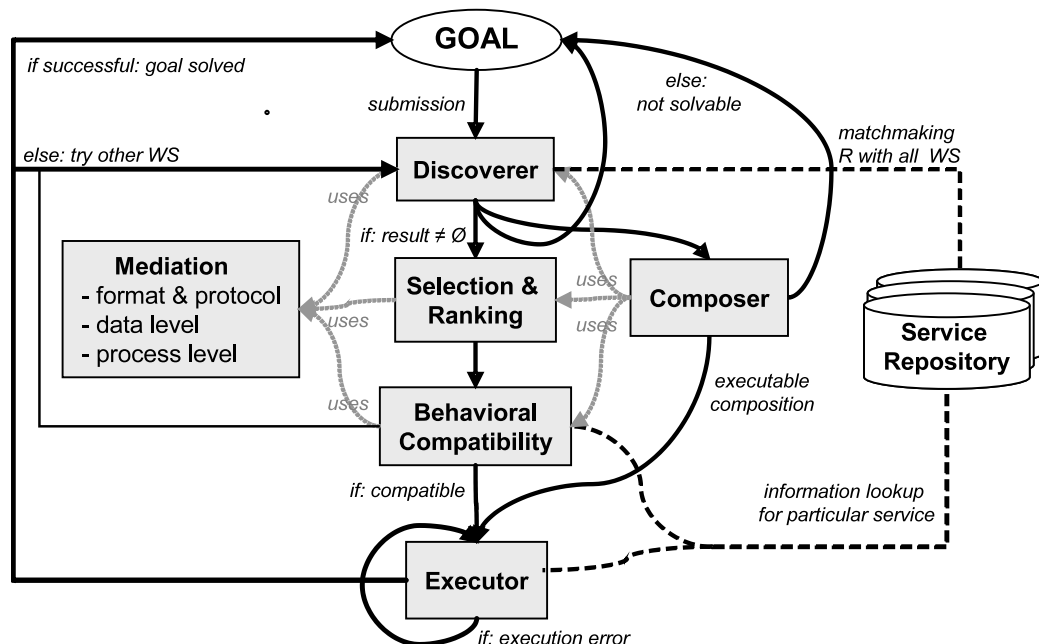 GOAL
if successful: goal solved
else:
not solvable
submission
matchmaking
R with all WS
else: try other WS
Discoverer
uses
if: result ≠ Ø
Mediation
- format & protocol
- data level
- process level
Selection &
Ranking
uses
Composer
uses
uses
Service
Repository
executable
composition
uses
Behavioral
Compatibility
if: compatible
information lookup
for particular service
Executor
if: execution error